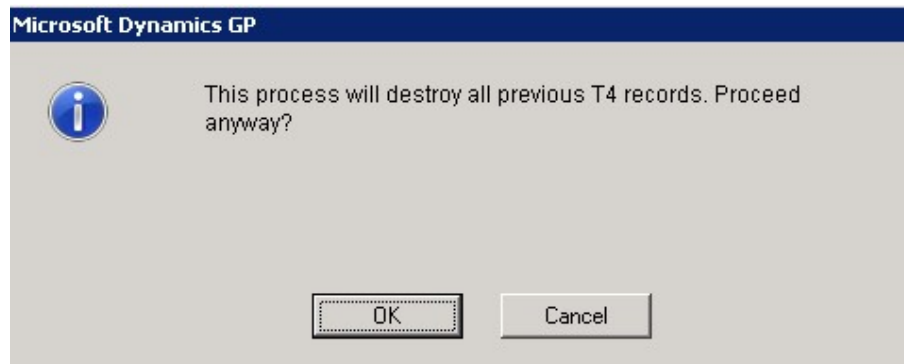 Microsoft Dynamics GP
This process will destroy all previous T4 records. Proceed
anyway?
OK
Cancel